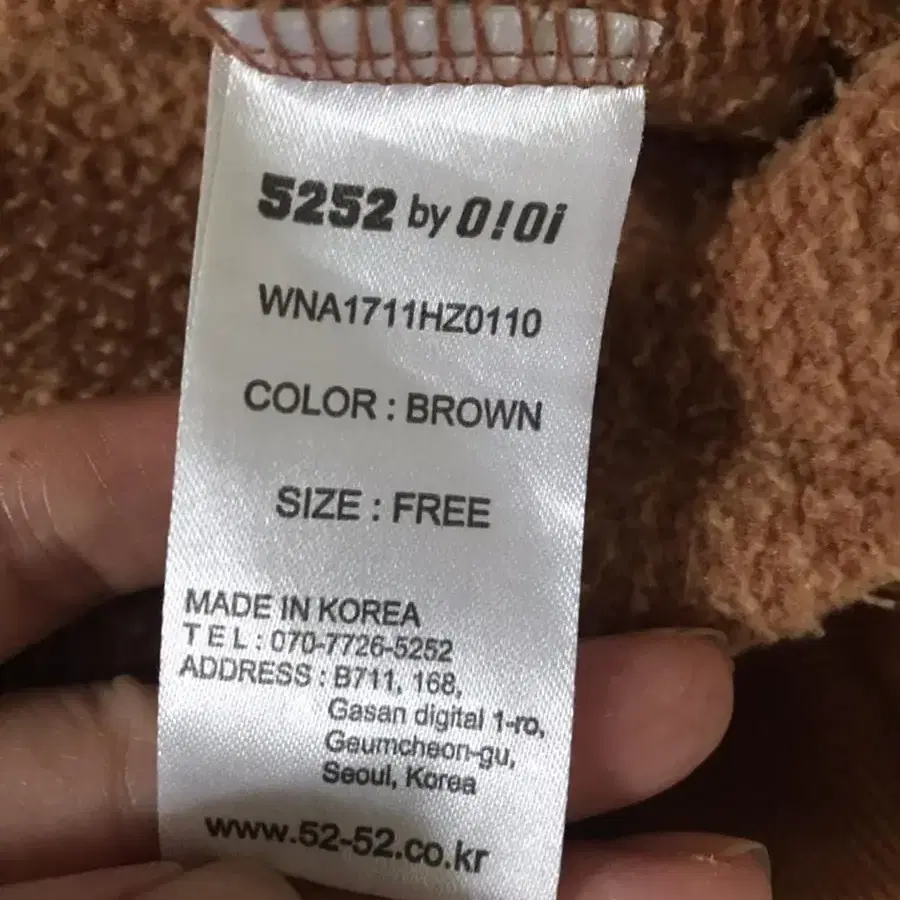 5252 by O!Oi
WNA1711HZ0110
COLOR : BROWN
SIZE : FREE
MADE IN KOREA
TEL : 070-7726-5252
ADDRESS : B711, 168,
Gasan digital 1-ro,
Geumcheon-gu,
Seoul, Korea
www.52-52.co.kr